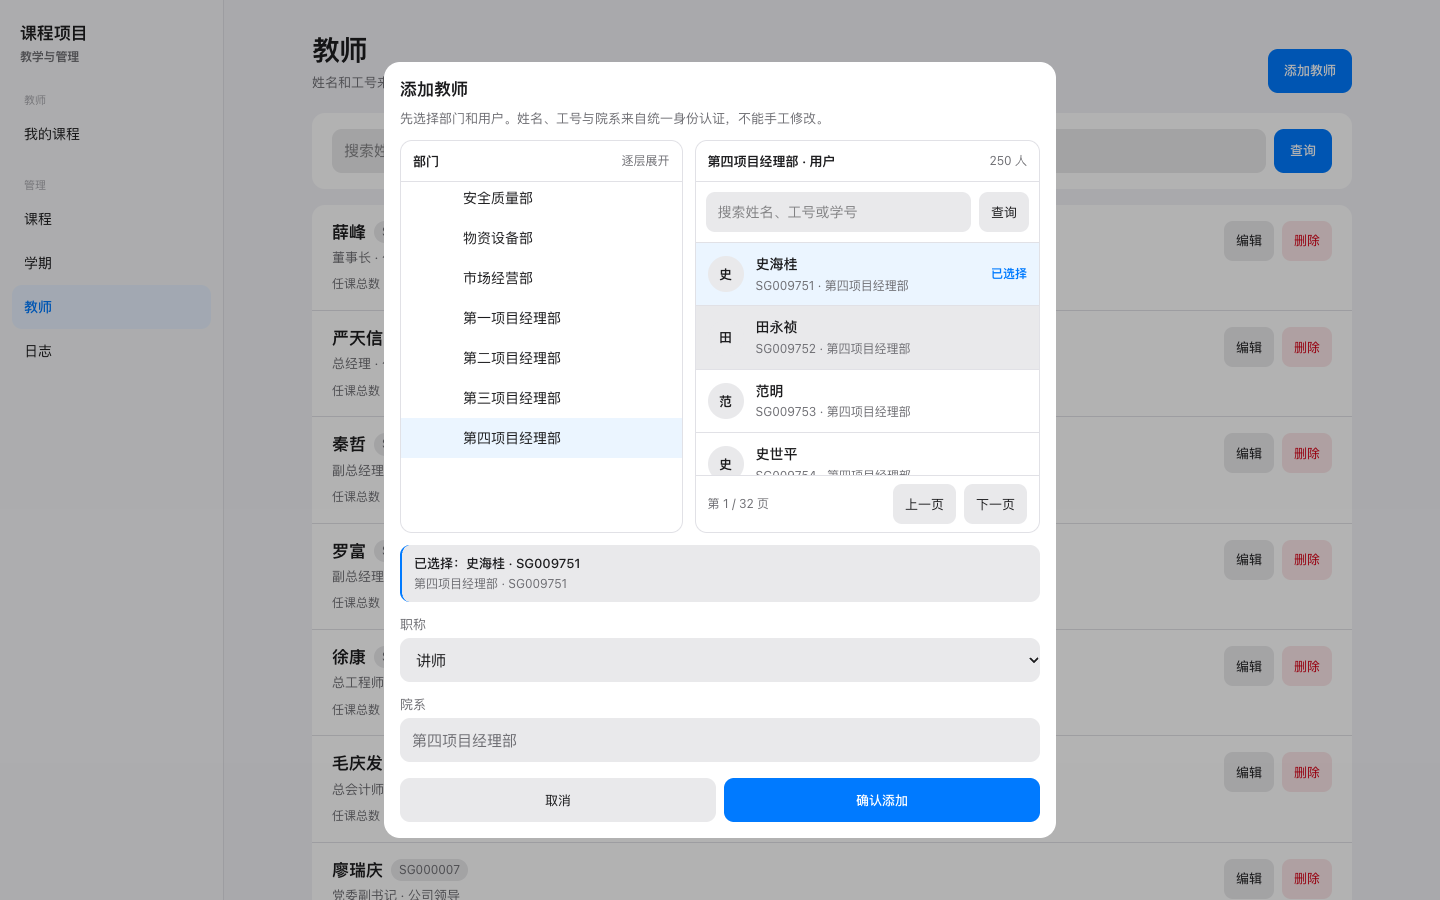 课程项目
教学与管理
教师
我的课程
管理
课程
学期
教师
日志
教师
姓名和工号来
添加教师
搜索姓
查询
薛峰
董事长 ·
任课总数
编辑
删除
严天信
总经理 ·
任课总数
编辑
删除
秦哲
副总经理
任课总数
编辑
删除
罗富
副总经理
任课总数
编辑
删除
徐康
总工程师
任课总数
编辑
删除
毛庆发
总会计师
任课总数
编辑
删除
廖瑞庆 SG000007
党委副书记 · 公司领导
编辑
删除
添加教师
先选择部门和用户。姓名、工号与院系来自统一身份认证，不能手工修改。
部门
逐层展开
安全质量部
物资设备部
市场经营部
第一项目经理部
第二项目经理部
第三项目经理部
第四项目经理部
第四项目经理部 · 用户
250 人
搜索姓名、工号或学号
查询
史
史海桂
SG009751 · 第四项目经理部
已选择
田
田永祯
SG009752 · 第四项目经理部
范
范明
SG009753 · 第四项目经理部
史
史世平
SG009754 · 第四项目经理部
第 1 / 32 页
上一页
下一页
已选择：史海桂 · SG009751
第四项目经理部 · SG009751
职称
讲师
院系
第四项目经理部
取消
确认添加